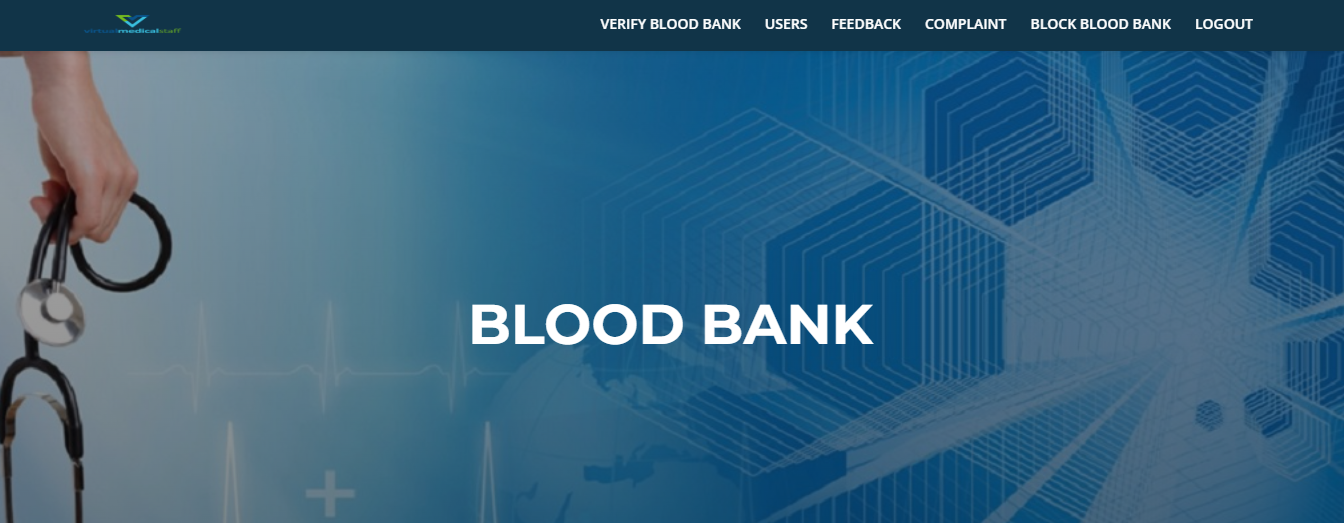 virtualmedicalstaff
VERIFY BLOOD BANK USERS FEEDBACK COMPLAINT BLOCK BLOOD BANK LOGOUT
BLOOD BANK